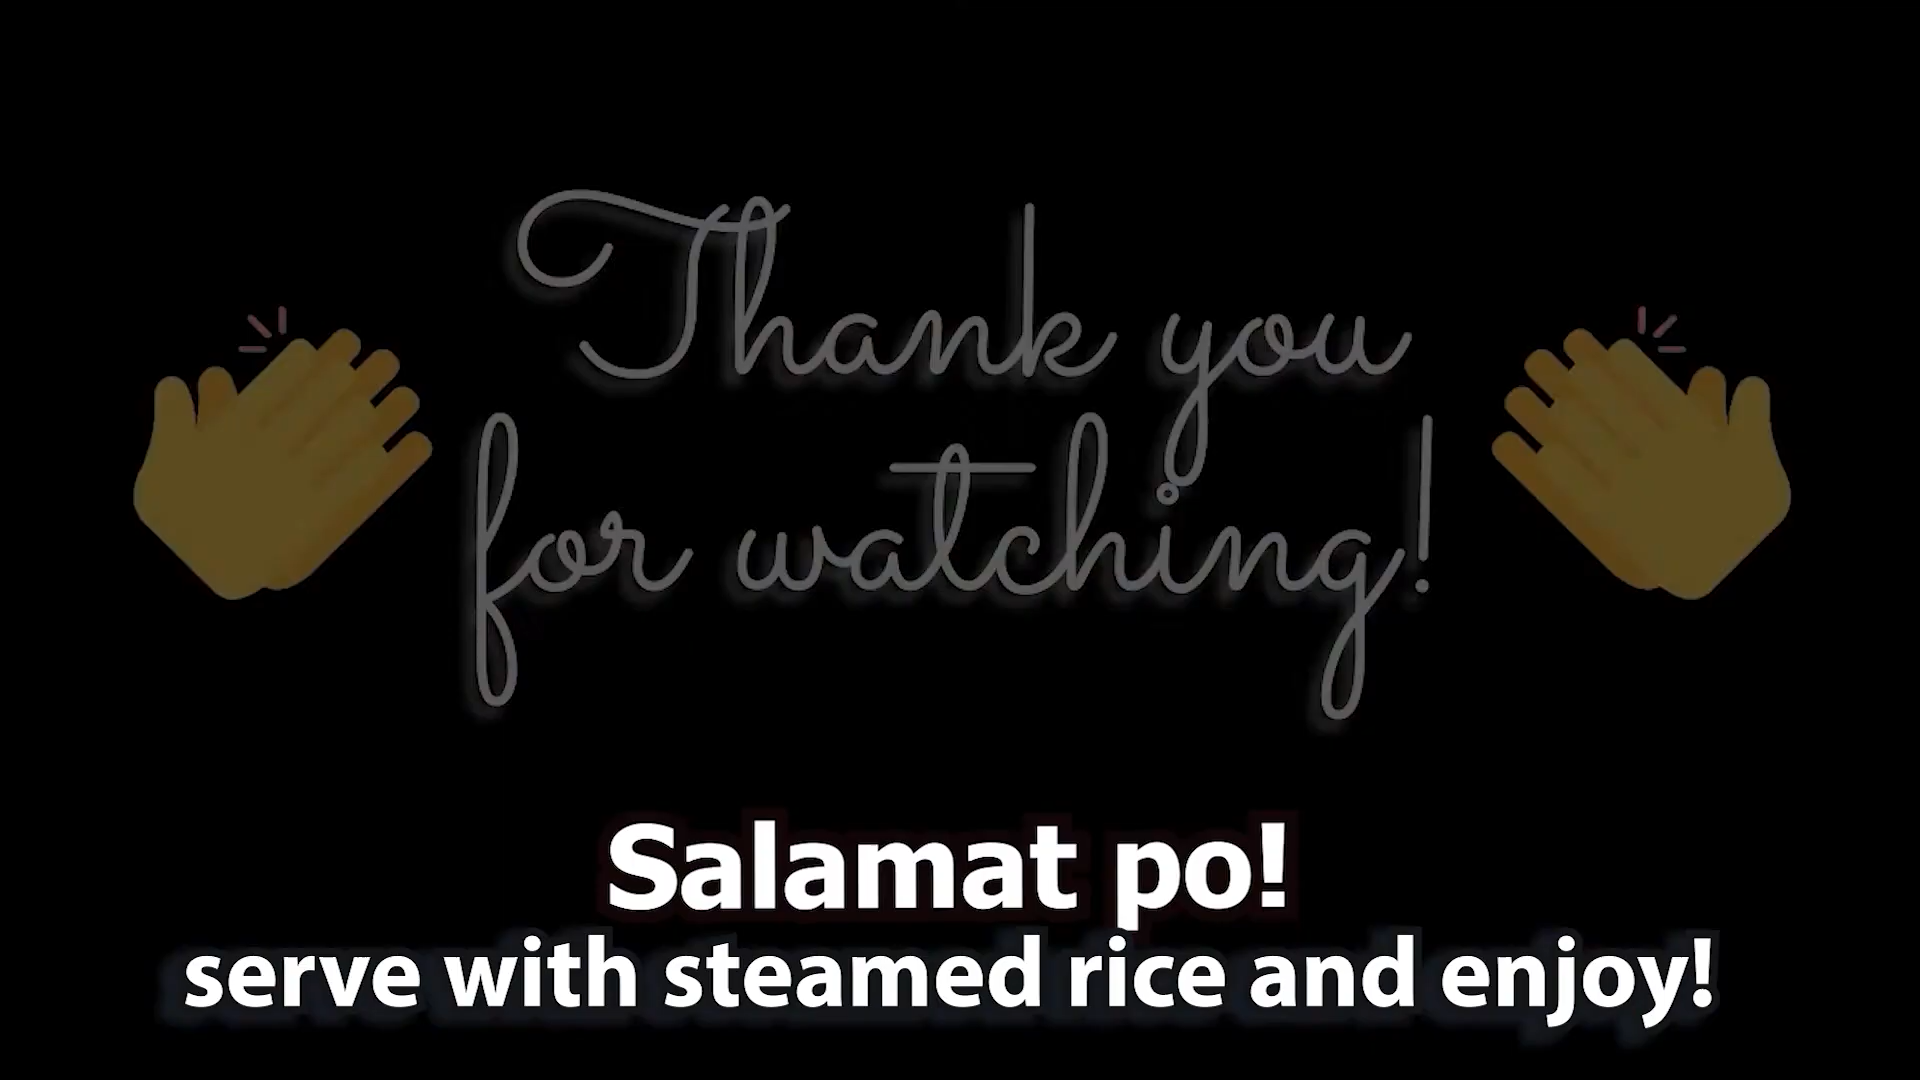 Thank you
for watching!
Salamat po!
serve with steamed rice and enjoy!